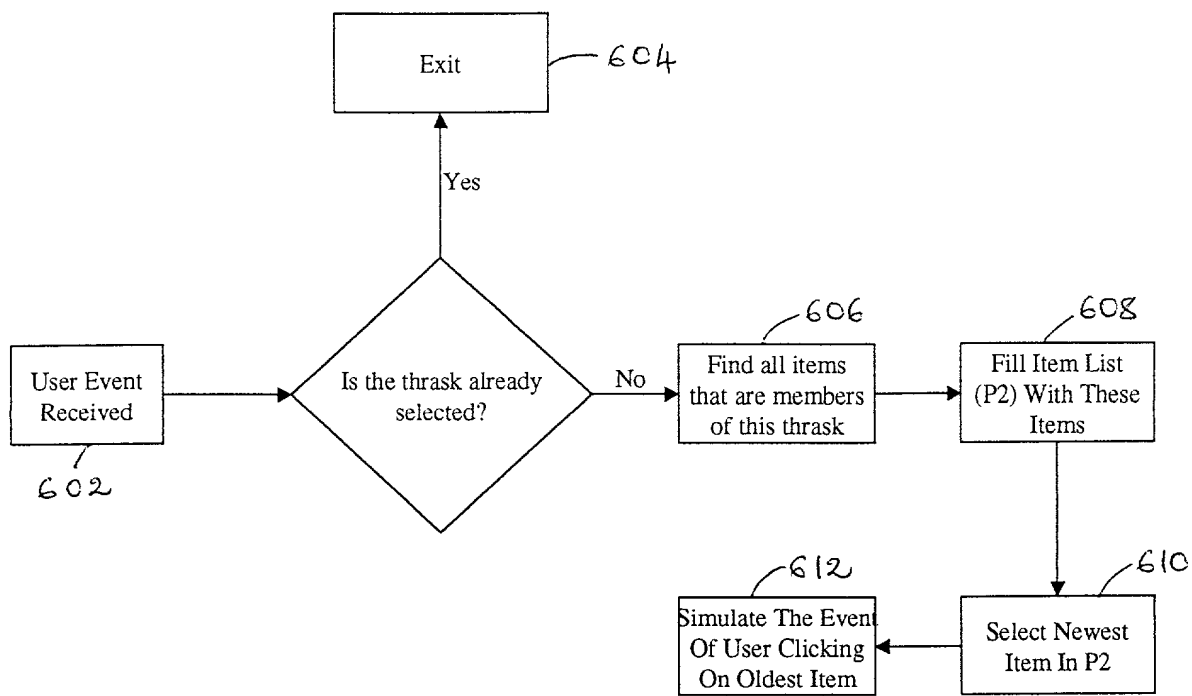 Exit
604
Yes
User Event
Received
602
Is the thrask already
selected?
No
606
Find all items
that are members
of this thrask
608
Fill Item List
(P2) With These
Items
610
Select Newest
Item In P2
612
Simulate The Event
Of User Clicking
On Oldest Item